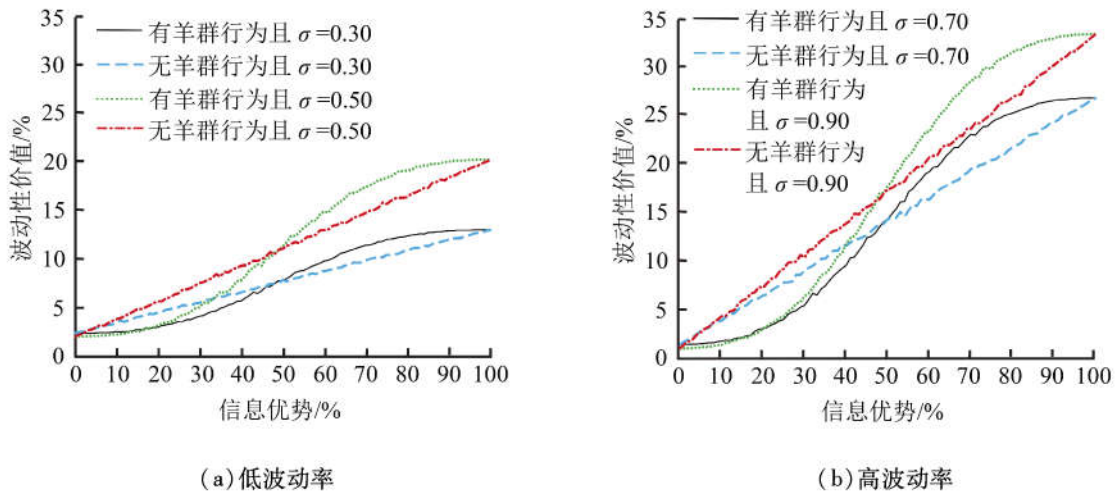 35
30
25
20
15
10
5
0
波动性价值/%
有羊群行为且 σ=0.30
无羊群行为且 σ=0.30
有羊群行为且 σ=0.50
无羊群行为且 σ=0.50
0 10 20 30 40 50 60 70 80 90 100
信息优势/%
(a)低波动率
35
30
25
20
15
10
5
0
波动性价值/%
有羊群行为且 σ=0.70
无羊群行为且 σ=0.70
有羊群行为
且 σ=0.90
无羊群行为
且 σ=0.90
0 10 20 30 40 50 60 70 80 90 100
信息优势/%
(b)高波动率